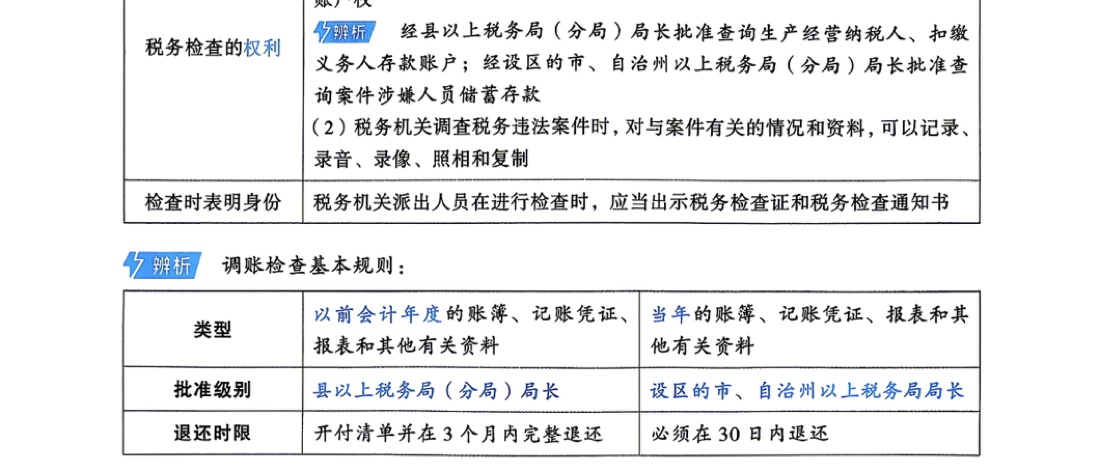 账户权
税务检查的权利
辨析 经县以上税务局（分局）局长批准查询生产经营纳税人、扣缴
义务人存款账户；经设区的市、自治州以上税务局（分局）局长批准查
询案件涉嫌人员储蓄存款
（2）税务机关调查税务违法案件时，对与案件有关的情况和资料，可以记录、
录音、录像、照相和复制
检查时表明身份 税务机关派出人员在进行检查时，应当出示税务检查证和税务检查通知书
辨析 调账检查基本规则：
类型
以前会计年度的账簿、记账凭证、
报表和其他有关资料
当年的账簿、记账凭证、报表和其
他有关资料
批准级别 县以上税务局（分局）局长 设区的市、自治州以上税务局局长
退还时限 开付清单并在 3 个月内完整退还 必须在 30 日内退还